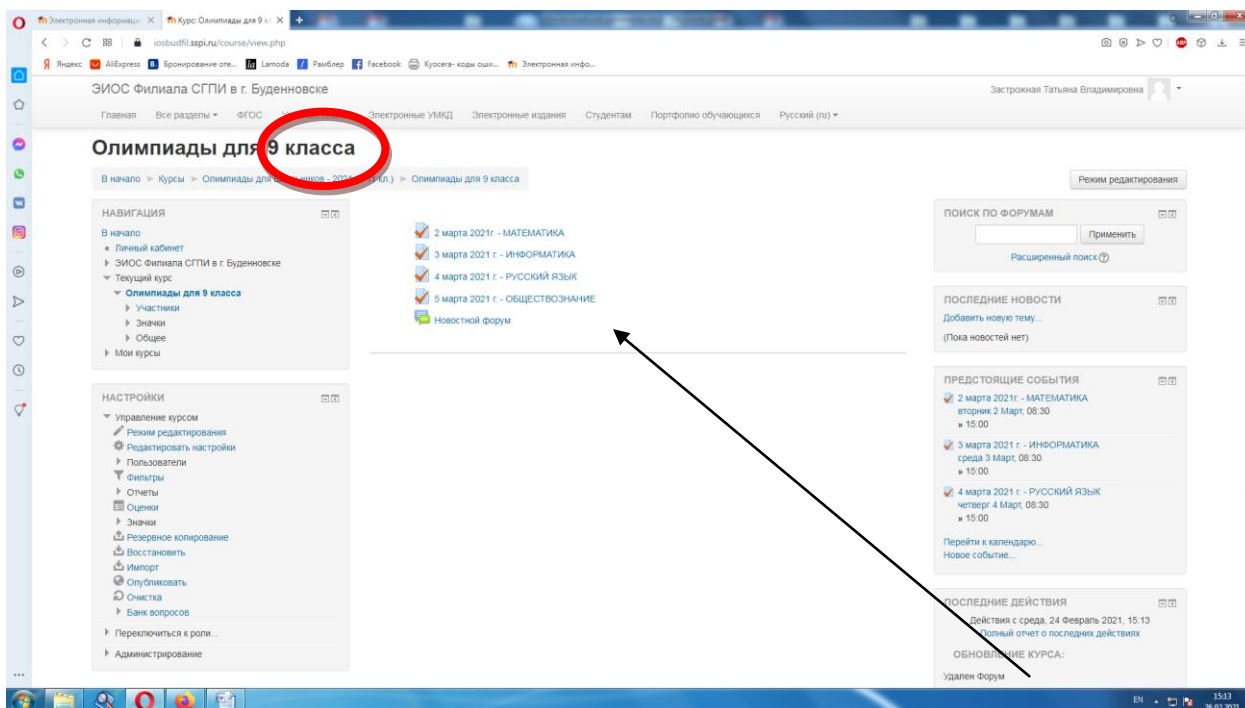 Электронная информаци
Курс: Олимпиады для 9 к
iosbudfil.sspi.ru/course/view.php
Яндекс AliExpress Бронирование оте... Lamoda Рамблер Facebook Kyocera- коды оши... Электронная инфо...
ЭИОС Филиала СГПИ в г. Буденновске
Застрожная Татьяна Владимировна
Главная Все разделы ФГОС Электронные УМКД Электронные издания Студентам Портфолио обучающихся Русский (ru)
Олимпиады для 9 класса
В начало Курсы Олимпиады для Олимпиады для 9 класса
Режим редактирования
НАВИГАЦИЯ
В начало
Личный кабинет
ЭИОС Филиала СГПИ в г. Буденновске
Текущий курс
Олимпиады для 9 класса
Участники
Значки
Общее
Мои курсы
НАСТРОЙКИ
Управление курсом
Режим редактирования
Редактировать настройки
Пользователи
Фильтры
Отчеты
Оценки
Значки
Резервное копирование
Восстановить
Импорт
Опубликовать
Очистка
Банк вопросов
Переключиться к роли...
Администрирование
2 марта 2021г. - МАТЕМАТИКА
3 марта 2021 г. - ИНФОРМАТИКА
4 марта 2021 г. - РУССКИЙ ЯЗЫК
5 марта 2021 г. - ОБЩЕСТВОЗНАНИЕ
Новостной форум
ПОИСК ПО ФОРУМАМ
Применить
Расширенный поиск
ПОСЛЕДНИЕ НОВОСТИ
Добавить новую тему...
(Пока новостей нет)
ПРЕДСТОЯЩИЕ СОБЫТИЯ
2 марта 2021г. - МАТЕМАТИКА
вторник 2 Март, 08:30
» 15:00
3 марта 2021 г. - ИНФОРМАТИКА
среда 3 Март, 08:30
» 15:00
4 марта 2021 г. - РУССКИЙ ЯЗЫК
четверг 4 Март, 08:30
» 15:00
Перейти к календарю...
Новое событие...
ПОСЛЕДНИЕ ДЕЙСТВИЯ
Действия с среда, 24 Февраль 2021, 15:13
Полный отчет о последних действиях
ОБНОВЛЕНИЕ КУРСА:
Удален Форум
EN 15:13
26.02.2021